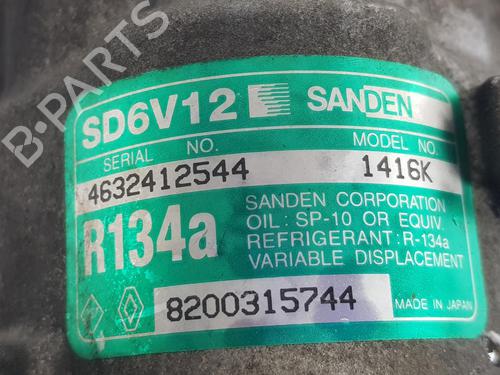 B-PARTS
SD6V12 SANDEN
SERIAL NO. MODEL NO.
4632412544 1416K
R134a
SANDEN CORPORATION
OIL: SP-10 OR EQUIV.
REFRIGERANT: R-134a
VARIABLE DISPLACEMENT
8200315744
MADE IN JAPAN